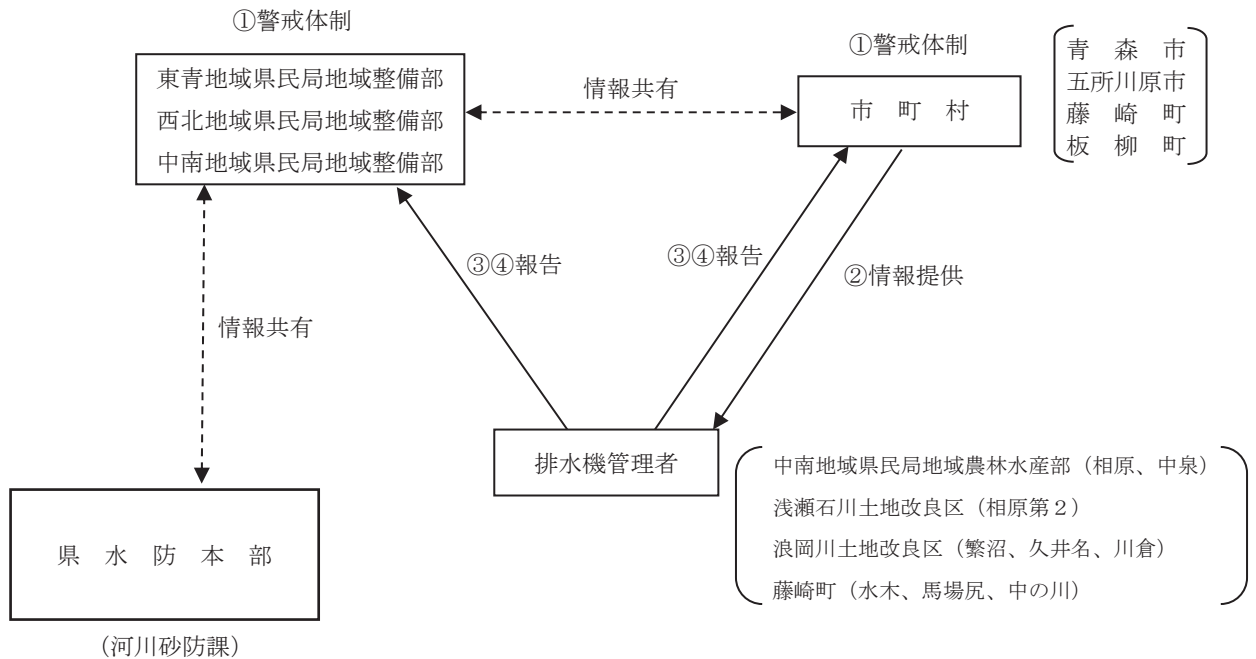 ①警戒体制
東青地域県民局地域整備部
西北地域県民局地域整備部
中南地域県民局地域整備部
情報共有
①警戒体制
市 町 村
青 森 市
五所川原市
藤 崎 町
板 柳 町
③④報告
③④報告
②情報提供
情報共有
排水機管理者
中南地域県民局地域農林水産部（相原、中泉）
浅瀬石川土地改良区（相原第２）
浪岡川土地改良区（繁沼、久井名、川倉）
藤崎町（水木、馬場尻、中の川）
県 水 防 本 部
（河川砂防課）